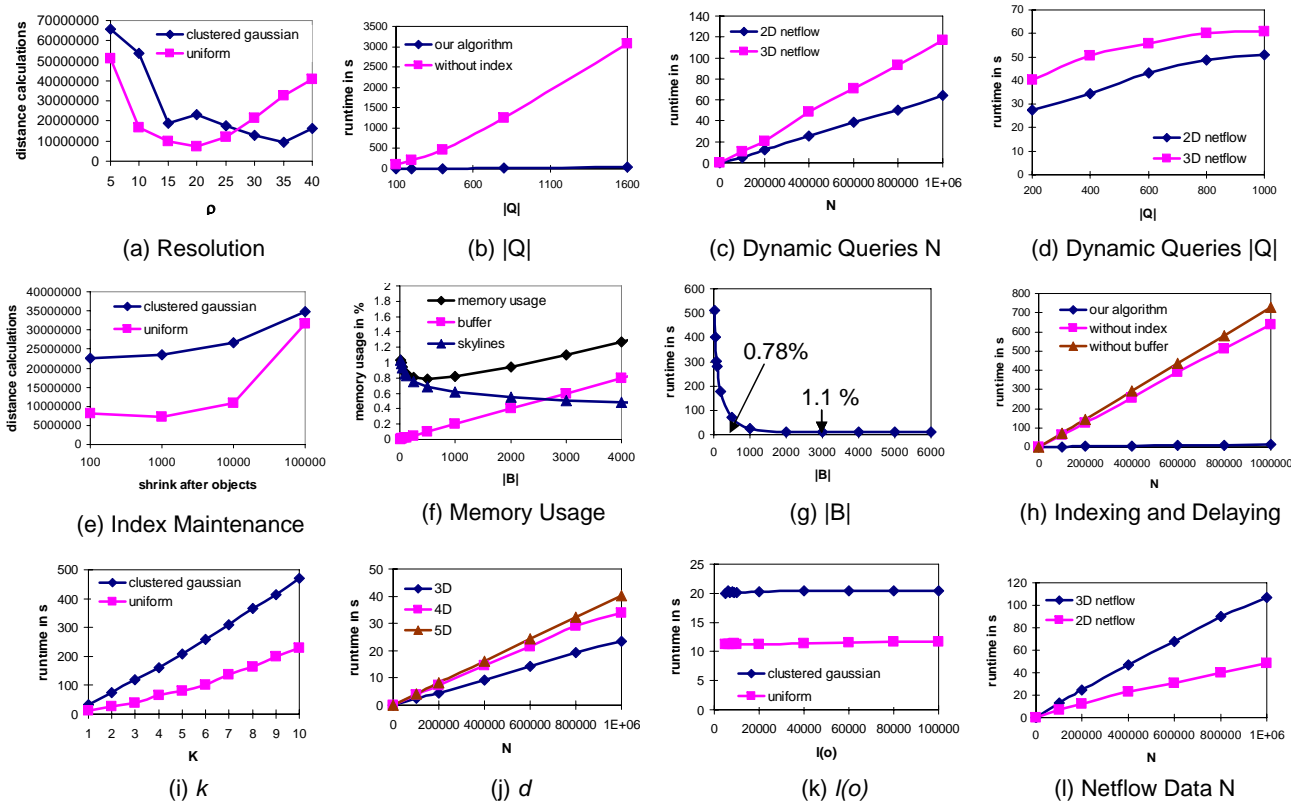 70000000
60000000
50000000
40000000
30000000
20000000
10000000
0
distance calculations
clustered gaussian
uniform
5 10 15 20 25 30 35 40
ρ
(a) Resolution
3500
3000
2500
2000
1500
1000
500
0
runtime in s
our algorithm
without index
100 600 1100 1600
|Q|
(b) |Q|
140
120
100
80
60
40
20
0
runtime in s
2D netflow
3D netflow
0 200000 400000 600000 800000 1E+06
N
(c) Dynamic Queries N
70
60
50
40
30
20
10
0
runtime in s
2D netflow
3D netflow
200 400 600 800 1000
|Q|
(d) Dynamic Queries |Q|
40000000
35000000
30000000
25000000
20000000
15000000
10000000
5000000
0
distance calculations
clustered gaussian
uniform
100 1000 10000 100000
shrink after objects
(e) Index Maintenance
2
1.8
1.6
1.4
1.2
1
0.8
0.6
0.4
0.2
0
memory usage in %
memory usage
buffer
skylines
0 1000 2000 3000 4000
|B|
(f) Memory Usage
600
500
400
300
200
100
0
runtime in s
0.78%
1.1 %
0 1000 2000 3000 4000 5000 6000
|B|
(g) |B|
800
700
600
500
400
300
200
100
0
runtime in s
our algorithm
without index
without buffer
0 200000 400000 600000 800000 1000000
N
(h) Indexing and Delaying
500
400
300
200
100
0
runtime in s
clustered gaussian
uniform
1 2 3 4 5 6 7 8 9 10
K
(i) k
50
40
30
20
10
0
runtime in s
3D
4D
5D
0 200000 400000 600000 800000 1E+06
N
(j) d
25
20
15
10
5
0
runtime in s
clustered gaussian
uniform
0 20000 40000 60000 80000 100000
l(o)
(k) l(o)
120
100
80
60
40
20
0
runtime in s
3D netflow
2D netflow
0 200000 400000 600000 800000 1E+06
N
(l) Netflow Data N